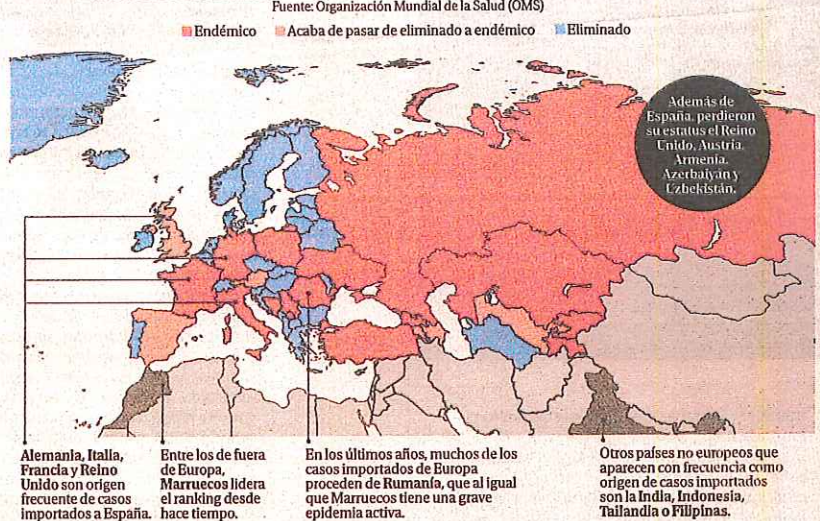 Fuente: Organización Mundial de la Salud (OMS)
Endémico
Acaba de pasar de eliminado a endémico
Eliminado
Además de
España, perdieron
su estatus el Reino
Unido, Austria,
Armenia,
Azerbaiyán y
Uzbekistán.
Alemania, Italia,
Francia y Reino
Unido son origen
frecuente de casos
importados a España.
Entre los de fuera
de Europa,
Marruecos lidera
el ranking desde
hace tiempo.
En los últimos años, muchos de los
casos importados de Europa
proceden de Rumanía, que al igual
que Marruecos tiene una grave
epidemia activa.
Otros países no europeos que
aparecen con frecuencia como
origen de casos importados
son la India, Indonesia,
Tailandia o Filipinas.